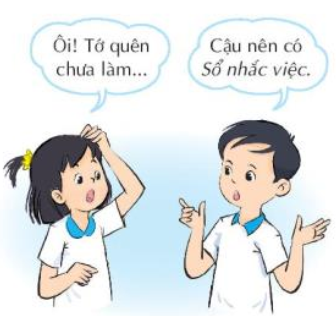 Ôi! Tớ quên
chưa làm...
Cậu nên có
Sổ nhắc việc.